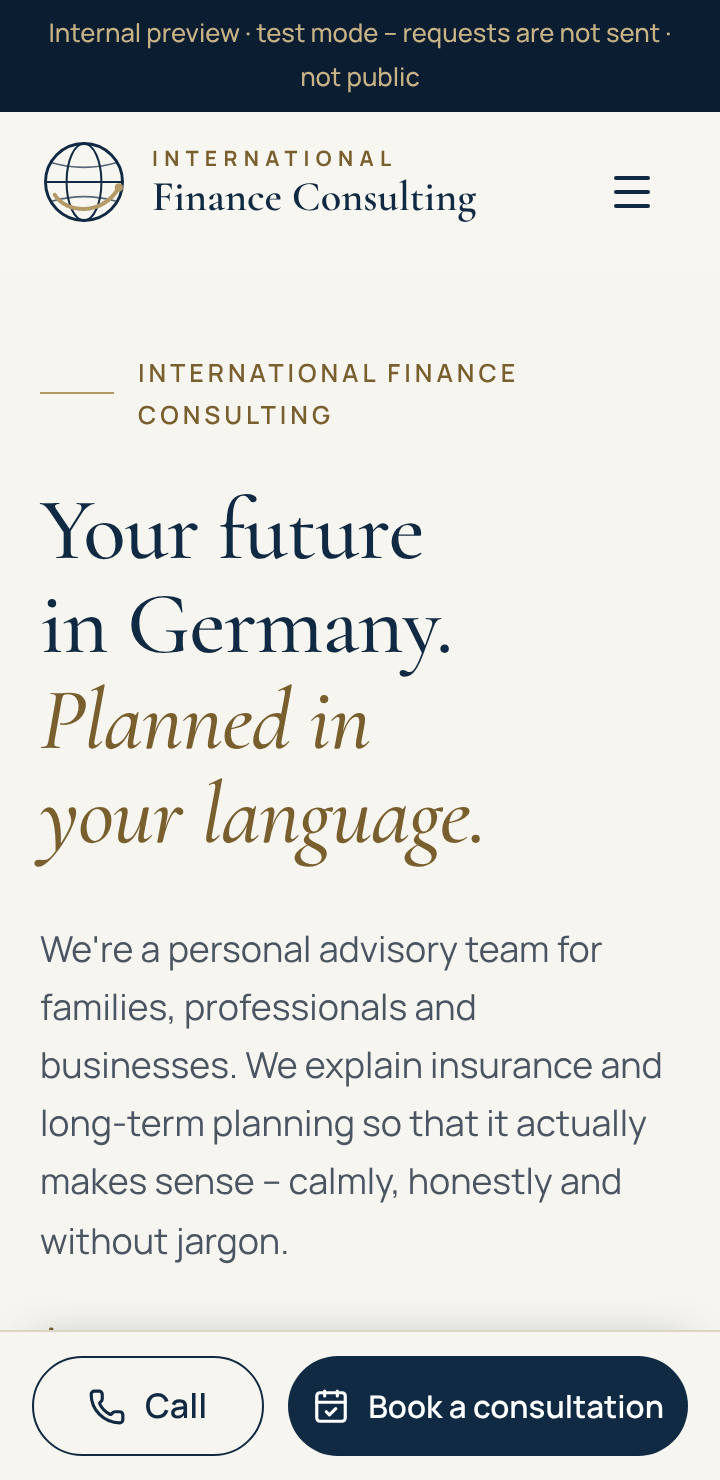 Internal preview · test mode – requests are not sent ·
not public
INTERNATIONAL
Finance Consulting
INTERNATIONAL FINANCE
CONSULTING
Your future
in Germany.
Planned in
your language.
We're a personal advisory team for
families, professionals and
businesses. We explain insurance and
long-term planning so that it actually
makes sense – calmly, honestly and
without jargon.
Call
Book a consultation